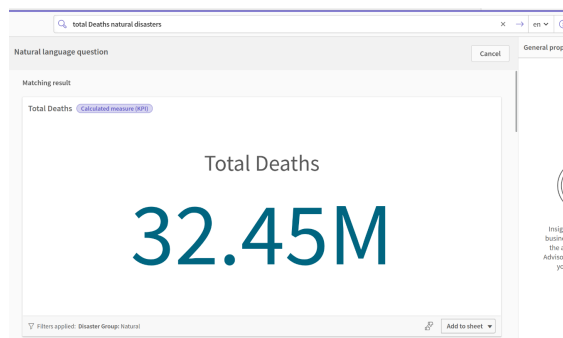 total Deaths natural disasters
en
Natural language question
Cancel
General prop
Matching result
Total Deaths
Calculated measure (KPI)
Total Deaths
32.45M
Insig
busine
the a
Adviso
yo
Filters applied: Disaster Group: Natural
Add to sheet